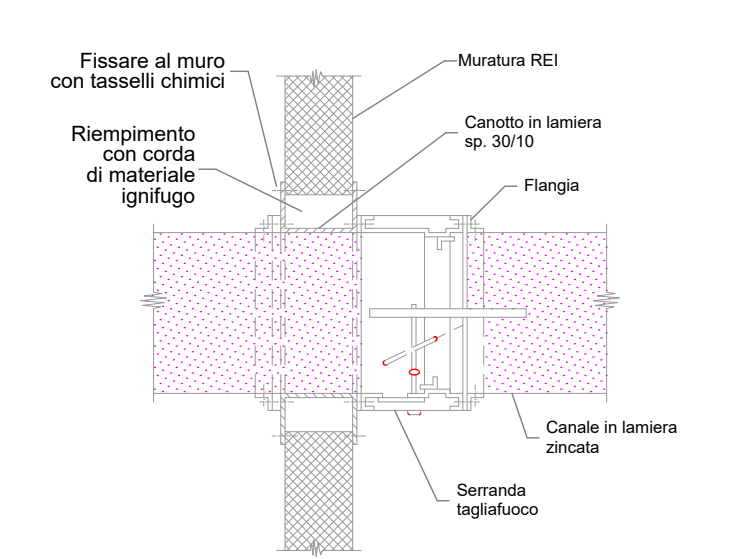 Fissare al muro
con tasselli chimici
Muratura REI
Riempimento
con corda
di materiale
ignifugo
Canotto in lamiera
sp. 30/10
Flangia
Canale in lamiera
zincata
Serranda
tagliafuoco